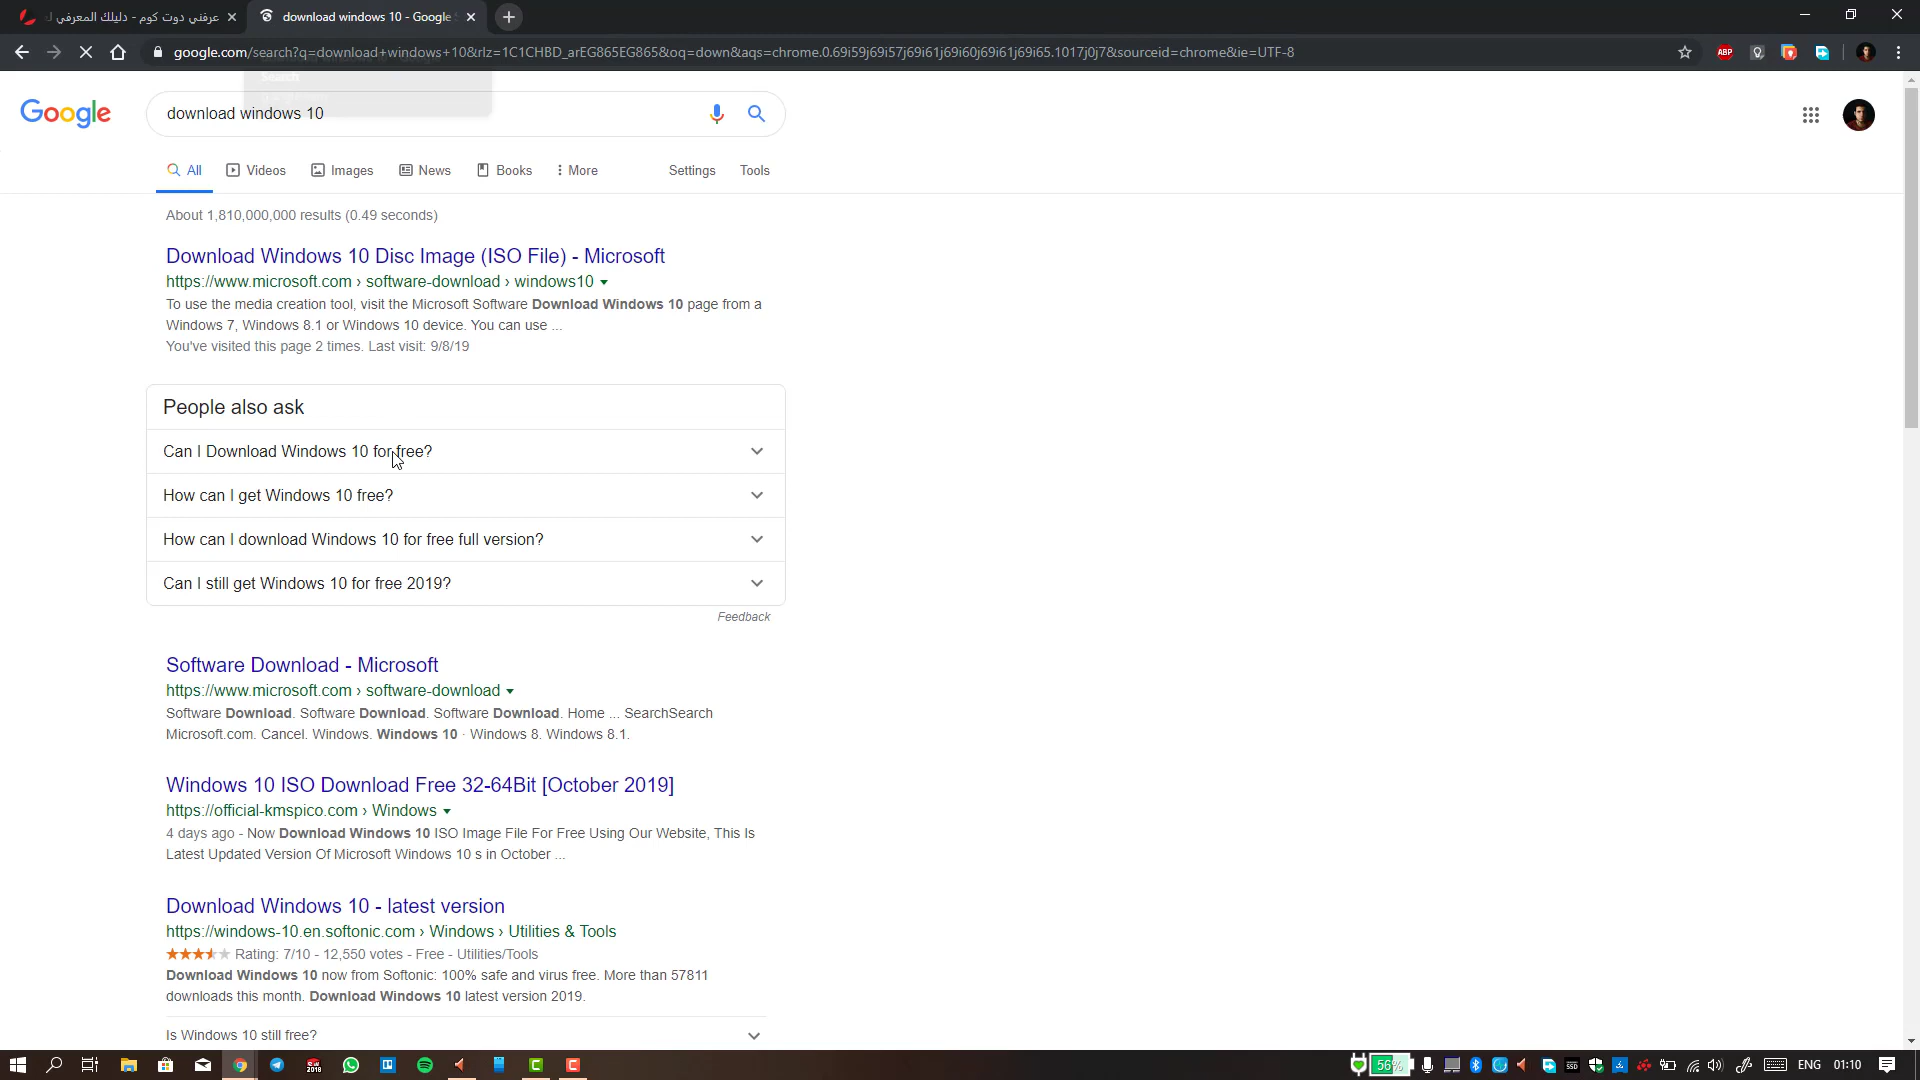 عرفني دوت كوم - دليلك المعرفي ل
download windows 10 - Google S
google.com/search?q=download+windows+10&rlz=1C1CHBD_arEG865EG865&oq=down&aqs=chrome.0.69i59j69i57j69i61j69i60j69i61j69i65.1017j0j7&sourceid=chrome&ie=UTF-8
ABP
Search
Google
download windows 10
All Videos Images News Books More Settings Tools
About 1,810,000,000 results (0.49 seconds)
Download Windows 10 Disc Image (ISO File) - Microsoft
https://www.microsoft.com › software-download › windows10
To use the media creation tool, visit the Microsoft Software Download Windows 10 page from a
Windows 7, Windows 8.1 or Windows 10 device. You can use ...
You've visited this page 2 times. Last visit: 9/8/19
People also ask
Can I Download Windows 10 for free?
How can I get Windows 10 free?
How can I download Windows 10 for free full version?
Can I still get Windows 10 for free 2019?
Feedback
Software Download - Microsoft
https://www.microsoft.com › software-download
Software Download. Software Download. Software Download. Home ... SearchSearch
Microsoft.com. Cancel. Windows. Windows 10 · Windows 8. Windows 8.1.
Windows 10 ISO Download Free 32-64Bit [October 2019]
https://official-kmspico.com › Windows
4 days ago - Now Download Windows 10 ISO Image File For Free Using Our Website, This Is
Latest Updated Version Of Microsoft Windows 10 s in October ...
Download Windows 10 - latest version
https://windows-10.en.softonic.com › Windows › Utilities & Tools
Rating: 7/10 - 12,550 votes - Free - Utilities/Tools
Download Windows 10 now from Softonic: 100% safe and virus free. More than 57811
downloads this month. Download Windows 10 latest version 2019.
Is Windows 10 still free?
56% SSD ENG 01:10